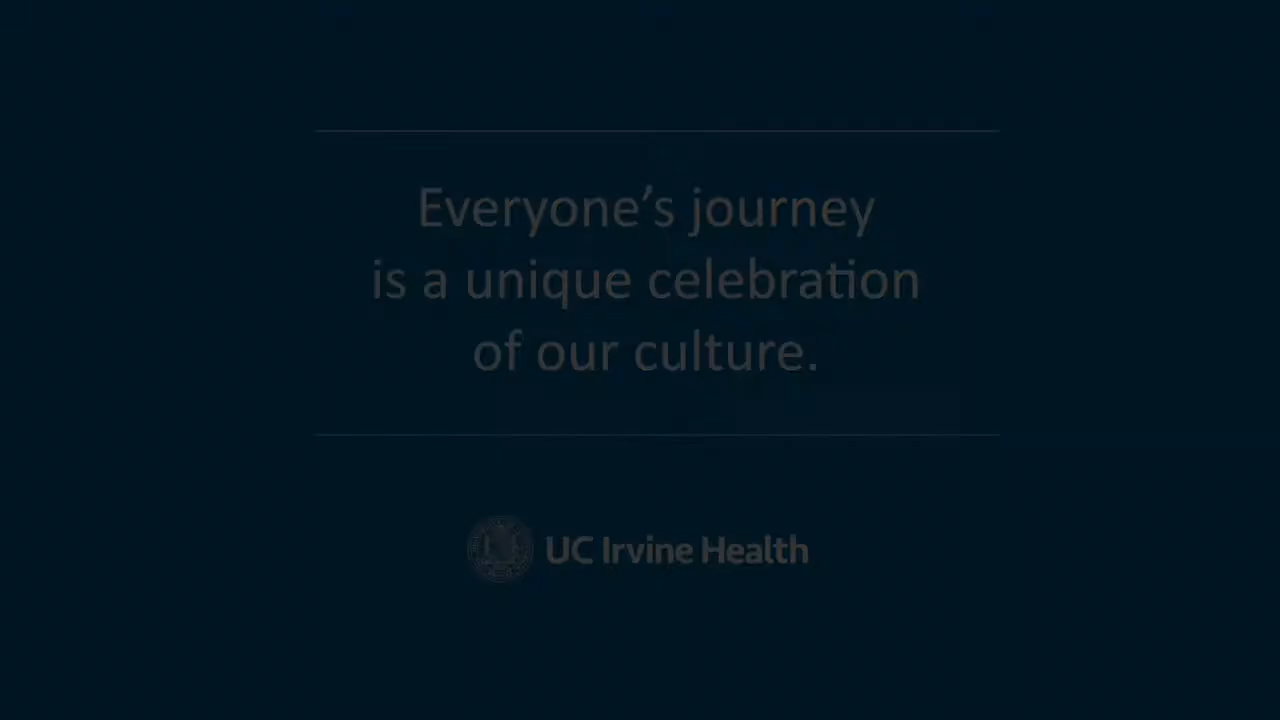 Everyone’s journey
is a unique celebration
of our culture.
UC Irvine Health